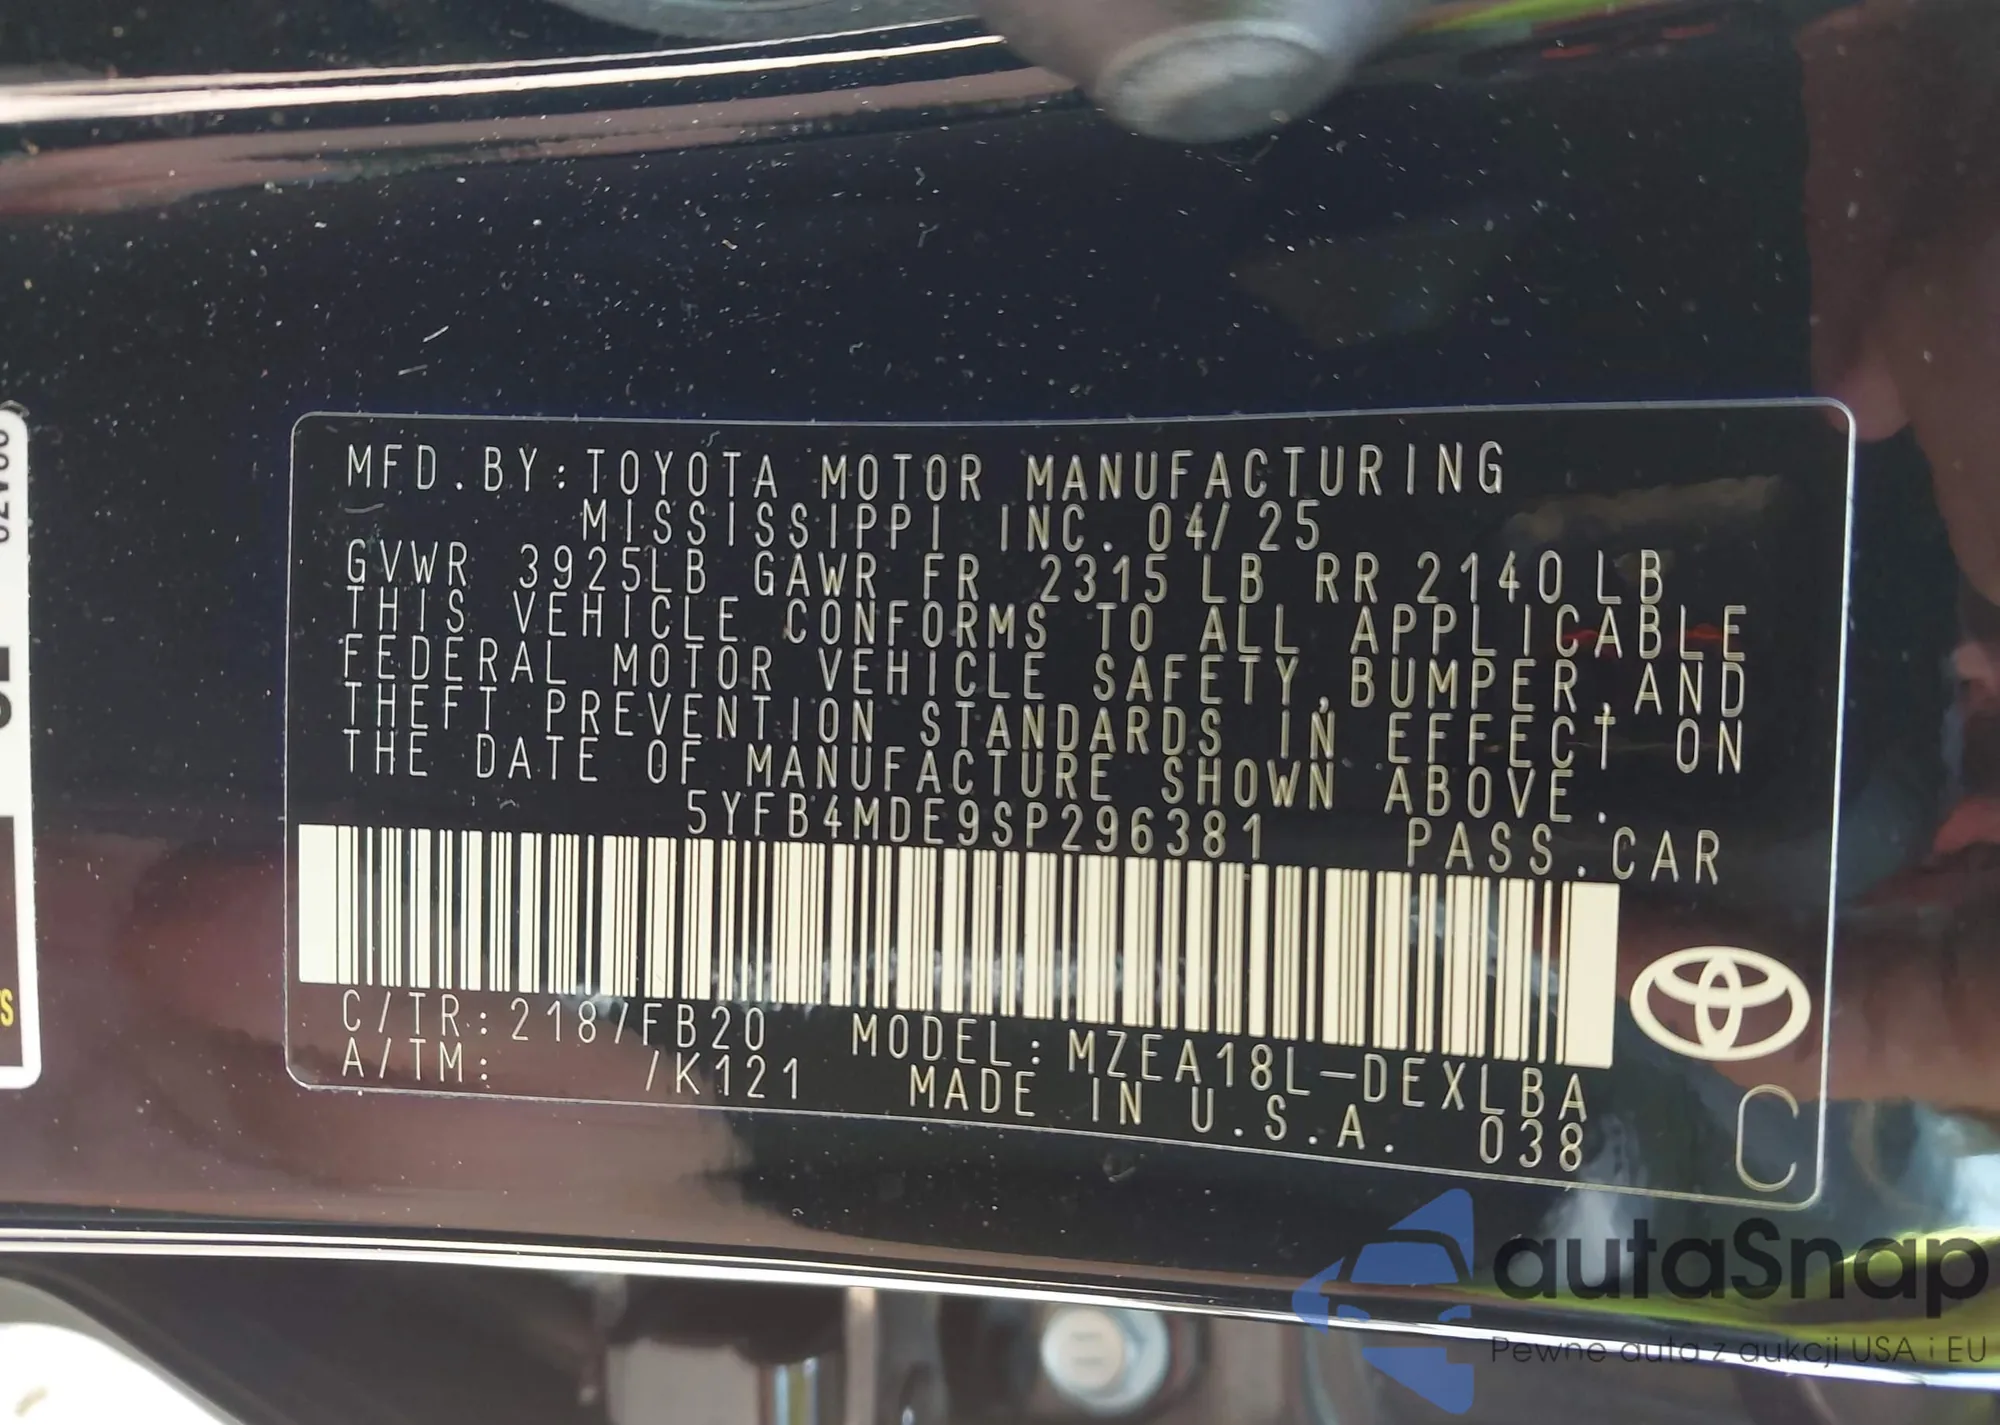 MFD.BY:TOYOTA MOTOR MANUFACTURING
MISSISSIPPI INC. 04/25
GVWR 3925LB GAWR FR 2315 LB RR 2140 LB
THIS VEHICLE CONFORMS TO ALL APPLICABLE
FEDERAL MOTOR VEHICLE SAFETY,BUMPER,AND
THEFT PREVENTION STANDARDS IN EFFECT ON
THE DATE OF MANUFACTURE SHOWN ABOVE.
5YFB4MDE9SP296381 PASS.CAR
C/TR:218/FB20 MODEL:MZEA18L-DEXLBA
A/TM: /K121 MADE IN U.S.A. 038
C
autaSnap
Pewne auta z aukcji USA i EU